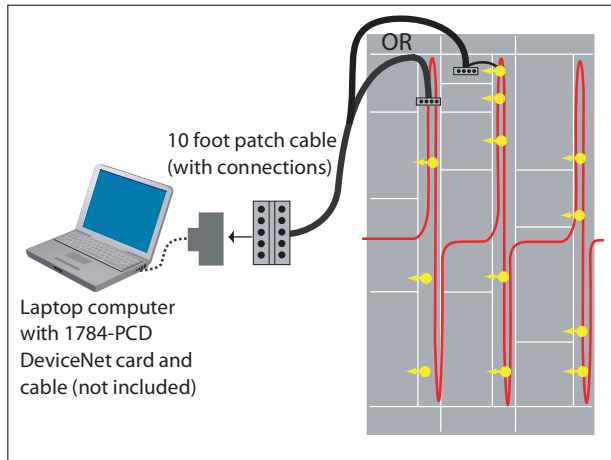 OR
10 foot patch cable
(with connections)
Laptop computer
with 1784-PCD
DeviceNet card and
cable (not included)